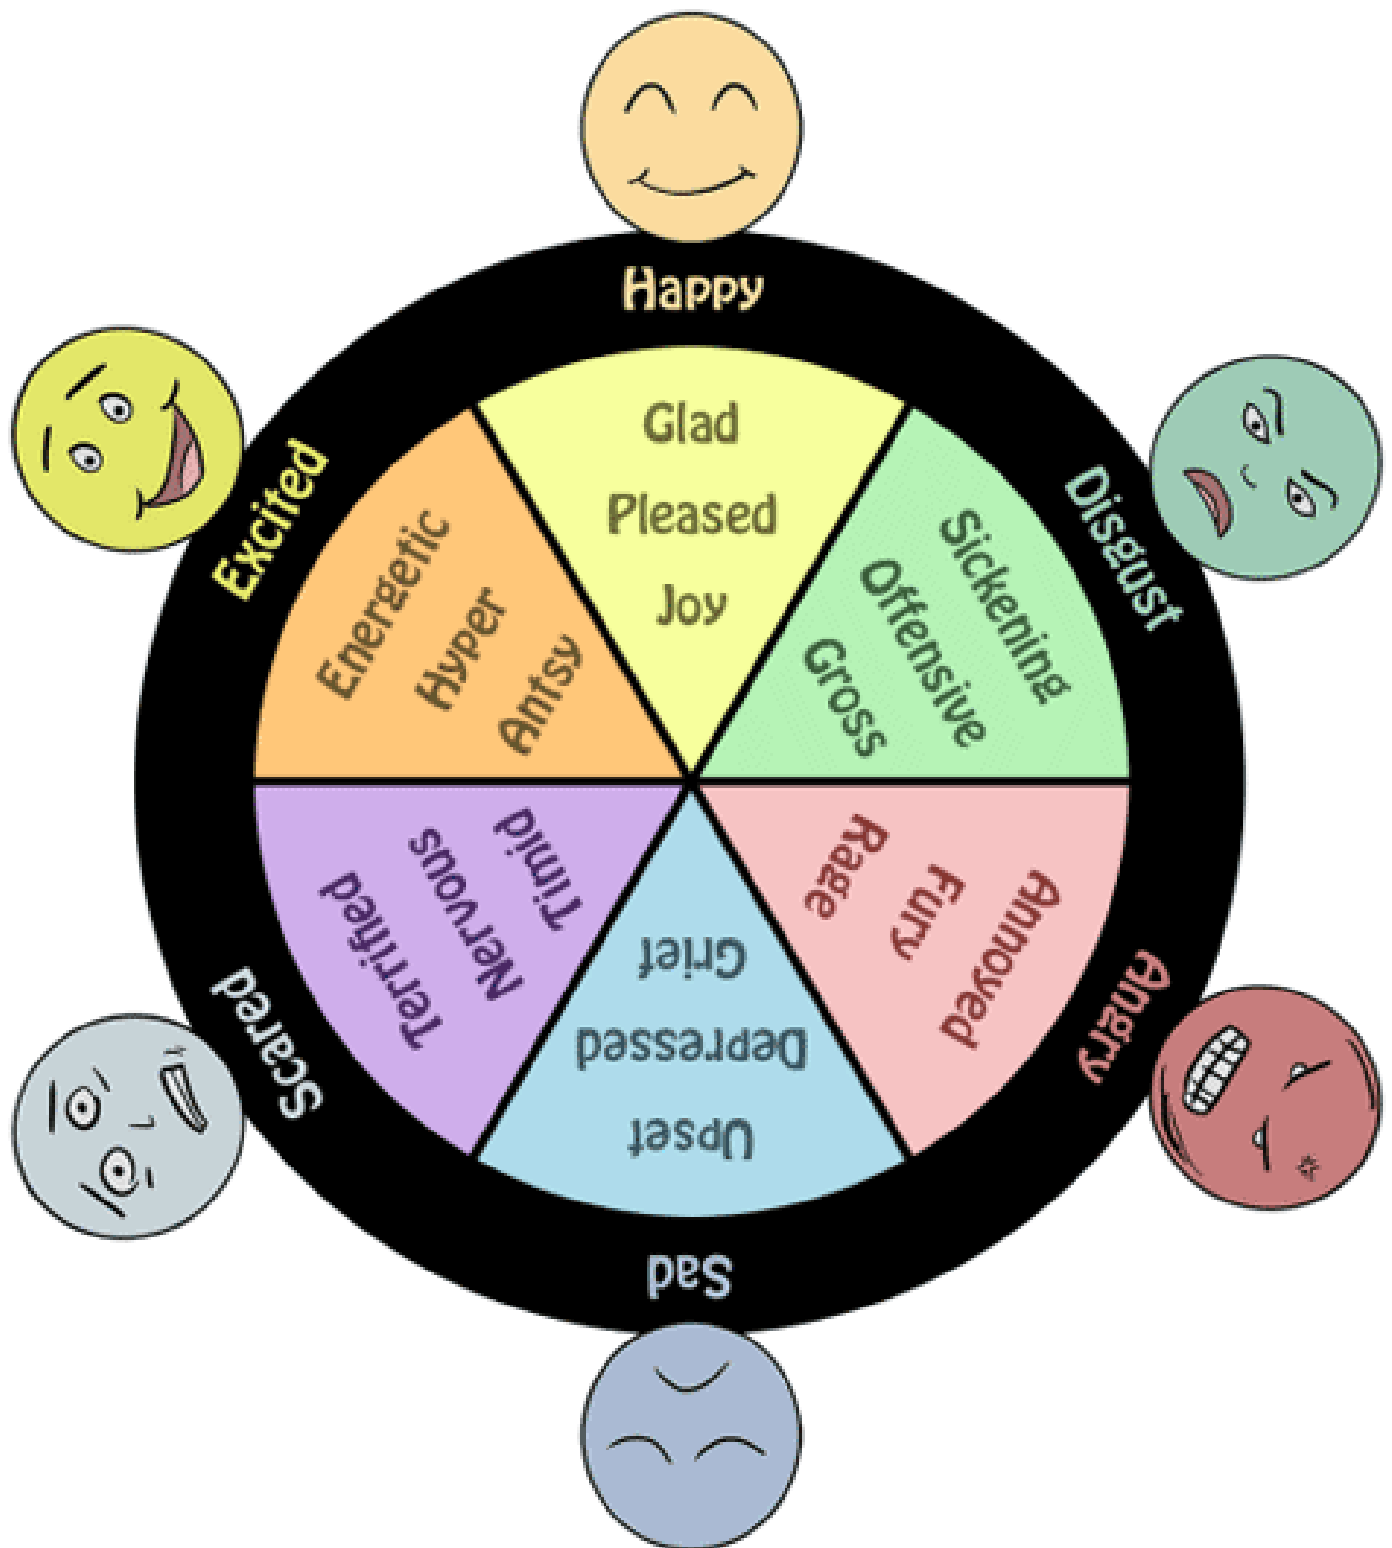 Happy
Glad
Pleased
Joy
Disgust
Sickening
Offensive
Gross
Angry
Annoyed
Fury
Rage
Sad
Upset
Depressed
Grief
Scared
Terrified
Nervous
Timid
Excited
Energetic
Hyper
Antsy